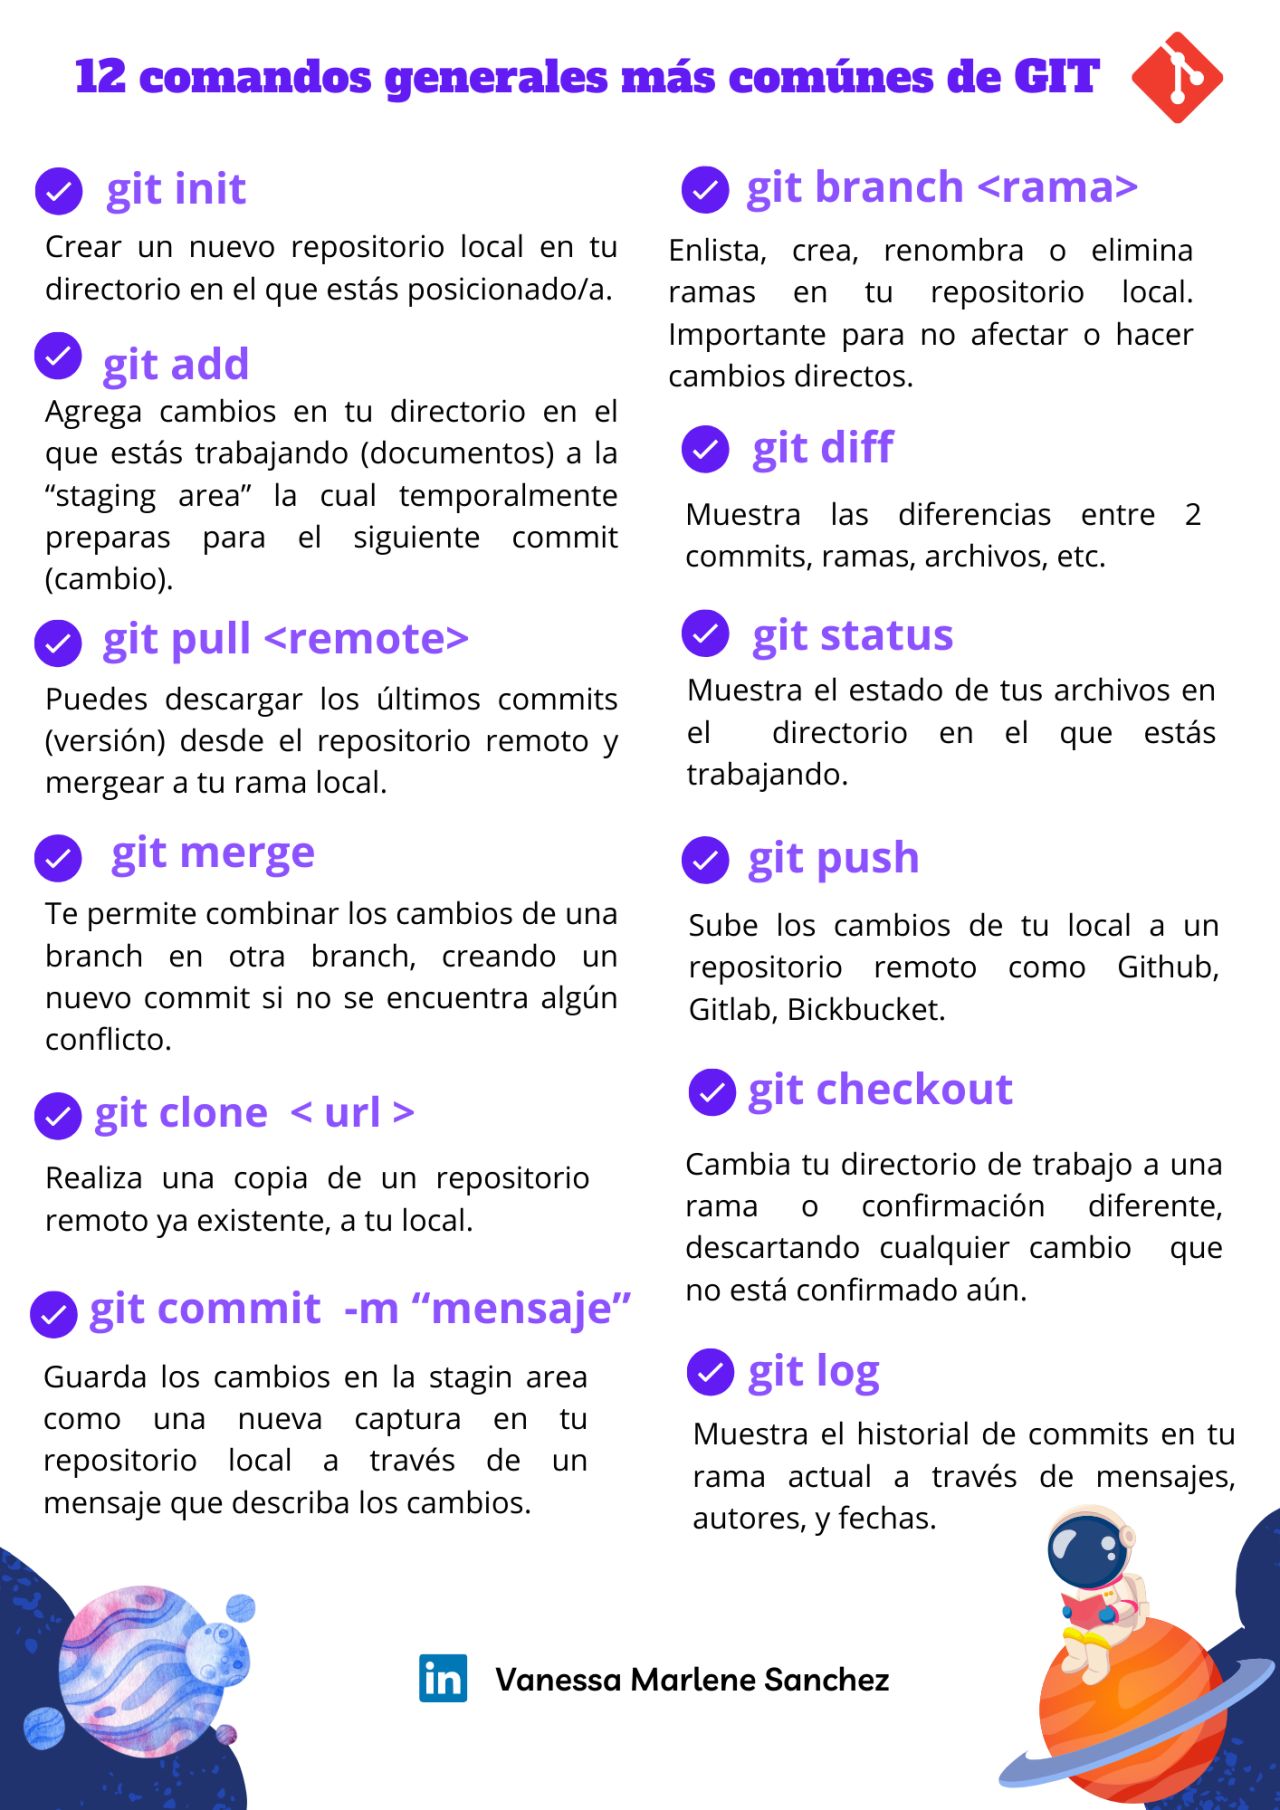 12 comandos generales más comúnes de GIT
git init
Crear un nuevo repositorio local en tu
directorio en el que estás posicionado/a.
git add
Agrega cambios en tu directorio en el
que estás trabajando (documentos) a la
“staging area” la cual temporalmente
preparas para el siguiente commit
(cambio).
git pull <remote>
Puedes descargar los últimos commits
(versión) desde el repositorio remoto y
mergear a tu rama local.
git merge
Te permite combinar los cambios de una
branch en otra branch, creando un
nuevo commit si no se encuentra algún
conflicto.
git clone < url >
Realiza una copia de un repositorio
remoto ya existente, a tu local.
git commit -m “mensaje”
Guarda los cambios en la stagin area
como una nueva captura en tu
repositorio local a través de un
mensaje que describa los cambios.
git branch <rama>
Enlista, crea, renombra o elimina
ramas en tu repositorio local.
Importante para no afectar o hacer
cambios directos.
git diff
Muestra las diferencias entre 2
commits, ramas, archivos, etc.
git status
Muestra el estado de tus archivos en
el directorio en el que estás
trabajando.
git push
Sube los cambios de tu local a un
repositorio remoto como Github,
Gitlab, Bickbucket.
git checkout
Cambia tu directorio de trabajo a una
rama o confirmación diferente,
descartando cualquier cambio que
no está confirmado aún.
git log
Muestra el historial de commits en tu
rama actual a través de mensajes,
autores, y fechas.
in Vanessa Marlene Sanchez